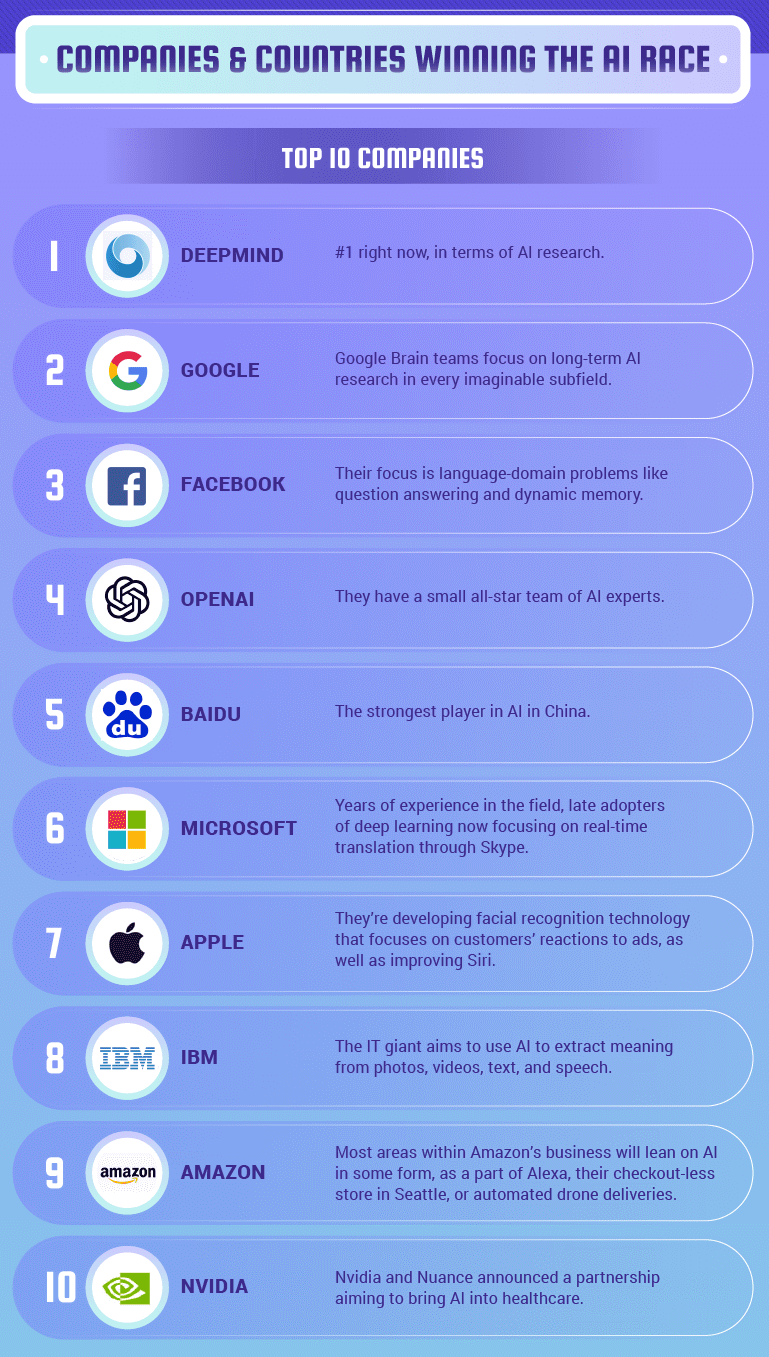 COMPANIES & COUNTRIES WINNING THE AI RACE
TOP 10 COMPANIES
1
DEEPMIND
#1 right now, in terms of AI research.
2
G
GOOGLE
Google Brain teams focus on long-term AI
research in every imaginable subfield.
3
f
FACEBOOK
Their focus is language-domain problems like
question answering and dynamic memory.
4
OPENAI
They have a small all-star team of AI experts.
5
du
BAIDU
The strongest player in AI in China.
6
MICROSOFT
Years of experience in the field, late adopters
of deep learning now focusing on real-time
translation through Skype.
7
APPLE
They’re developing facial recognition technology
that focuses on customers’ reactions to ads, as
well as improving Siri.
8
IBM
IBM
The IT giant aims to use AI to extract meaning
from photos, videos, text, and speech.
9
amazon
AMAZON
Most areas within Amazon’s business will lean on AI
in some form, as a part of Alexa, their checkout-less
store in Seattle, or automated drone deliveries.
10
NVIDIA
Nvidia and Nuance announced a partnership
aiming to bring AI into healthcare.